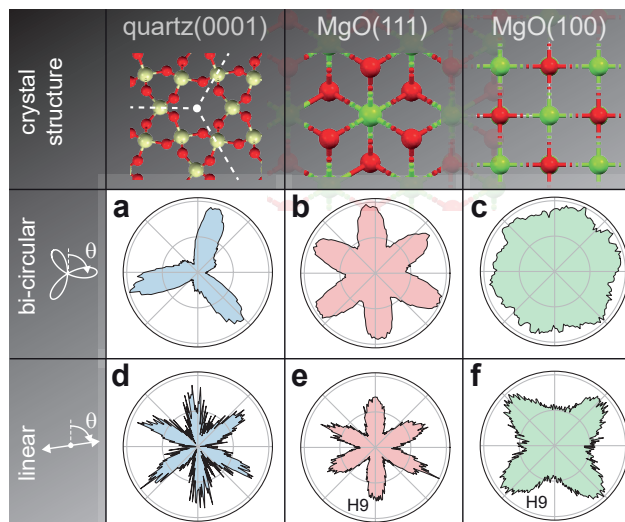 quartz(0001)
MgO(111)
MgO(100)
crystal
structure
a
b
c
bi-circular
θ
d
e
f
linear
θ
H9
H9